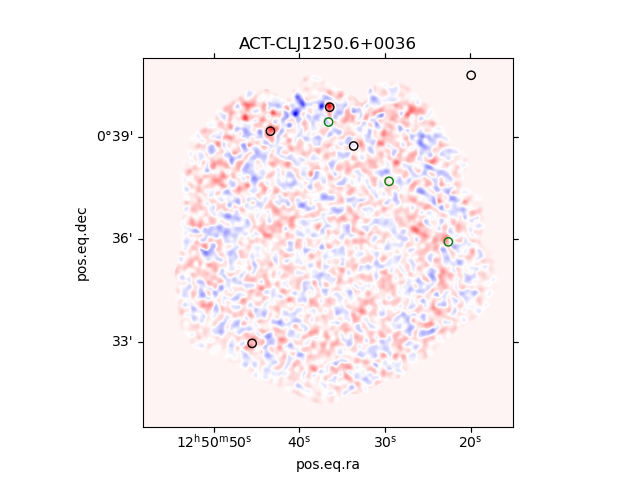 ACT-CLJ1250.6+0036
0°39'
36'
33'
pos.eq.dec
12ʰ50ᵐ50ˢ 40ˢ 30ˢ 20ˢ
pos.eq.ra